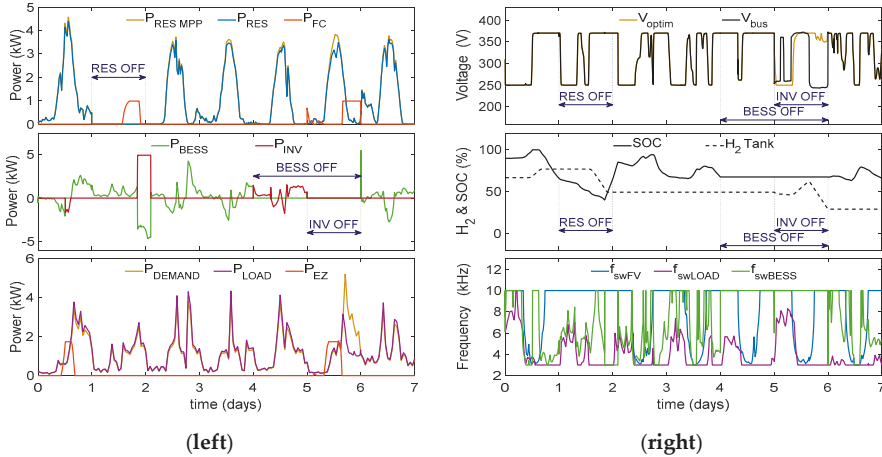 P_RES MPP P_RES P_FC
Power (kW)
5
4
3
2
1
0
RES OFF
P_BESS P_INV
Power (kW)
5
0
−5
BESS OFF
INV OFF
P_DEMAND P_LOAD P_EZ
Power (kW)
6
4
2
0
0 1 2 3 4 5 6 7
time (days)
(left)
V_optim V_bus
Voltage (V)
400
350
300
250
200
RES OFF
INV OFF
BESS OFF
SOC H_2 Tank
H_2 & SOC (%)
100
50
0
RES OFF
INV OFF
BESS OFF
f_swFV f_swLOAD f_swBESS
Frequency (kHz)
12
10
8
6
4
2
0 1 2 3 4 5 6 7
time (days)
(right)